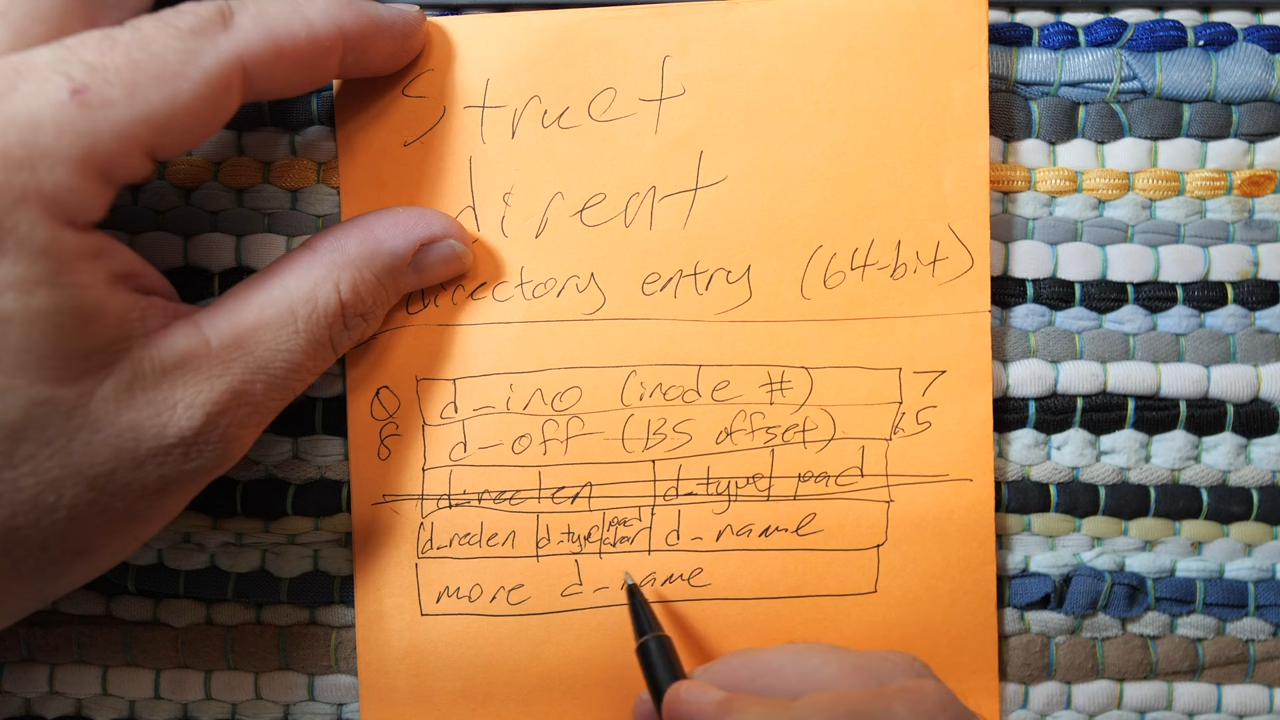 Struct
dirent
directory entry (64-bit)
0 d_ino (inode #) 7
8 d_off (BS offset) 15
d_reclen d_type pad
d_reclen d_type pad char d_name
more d_name